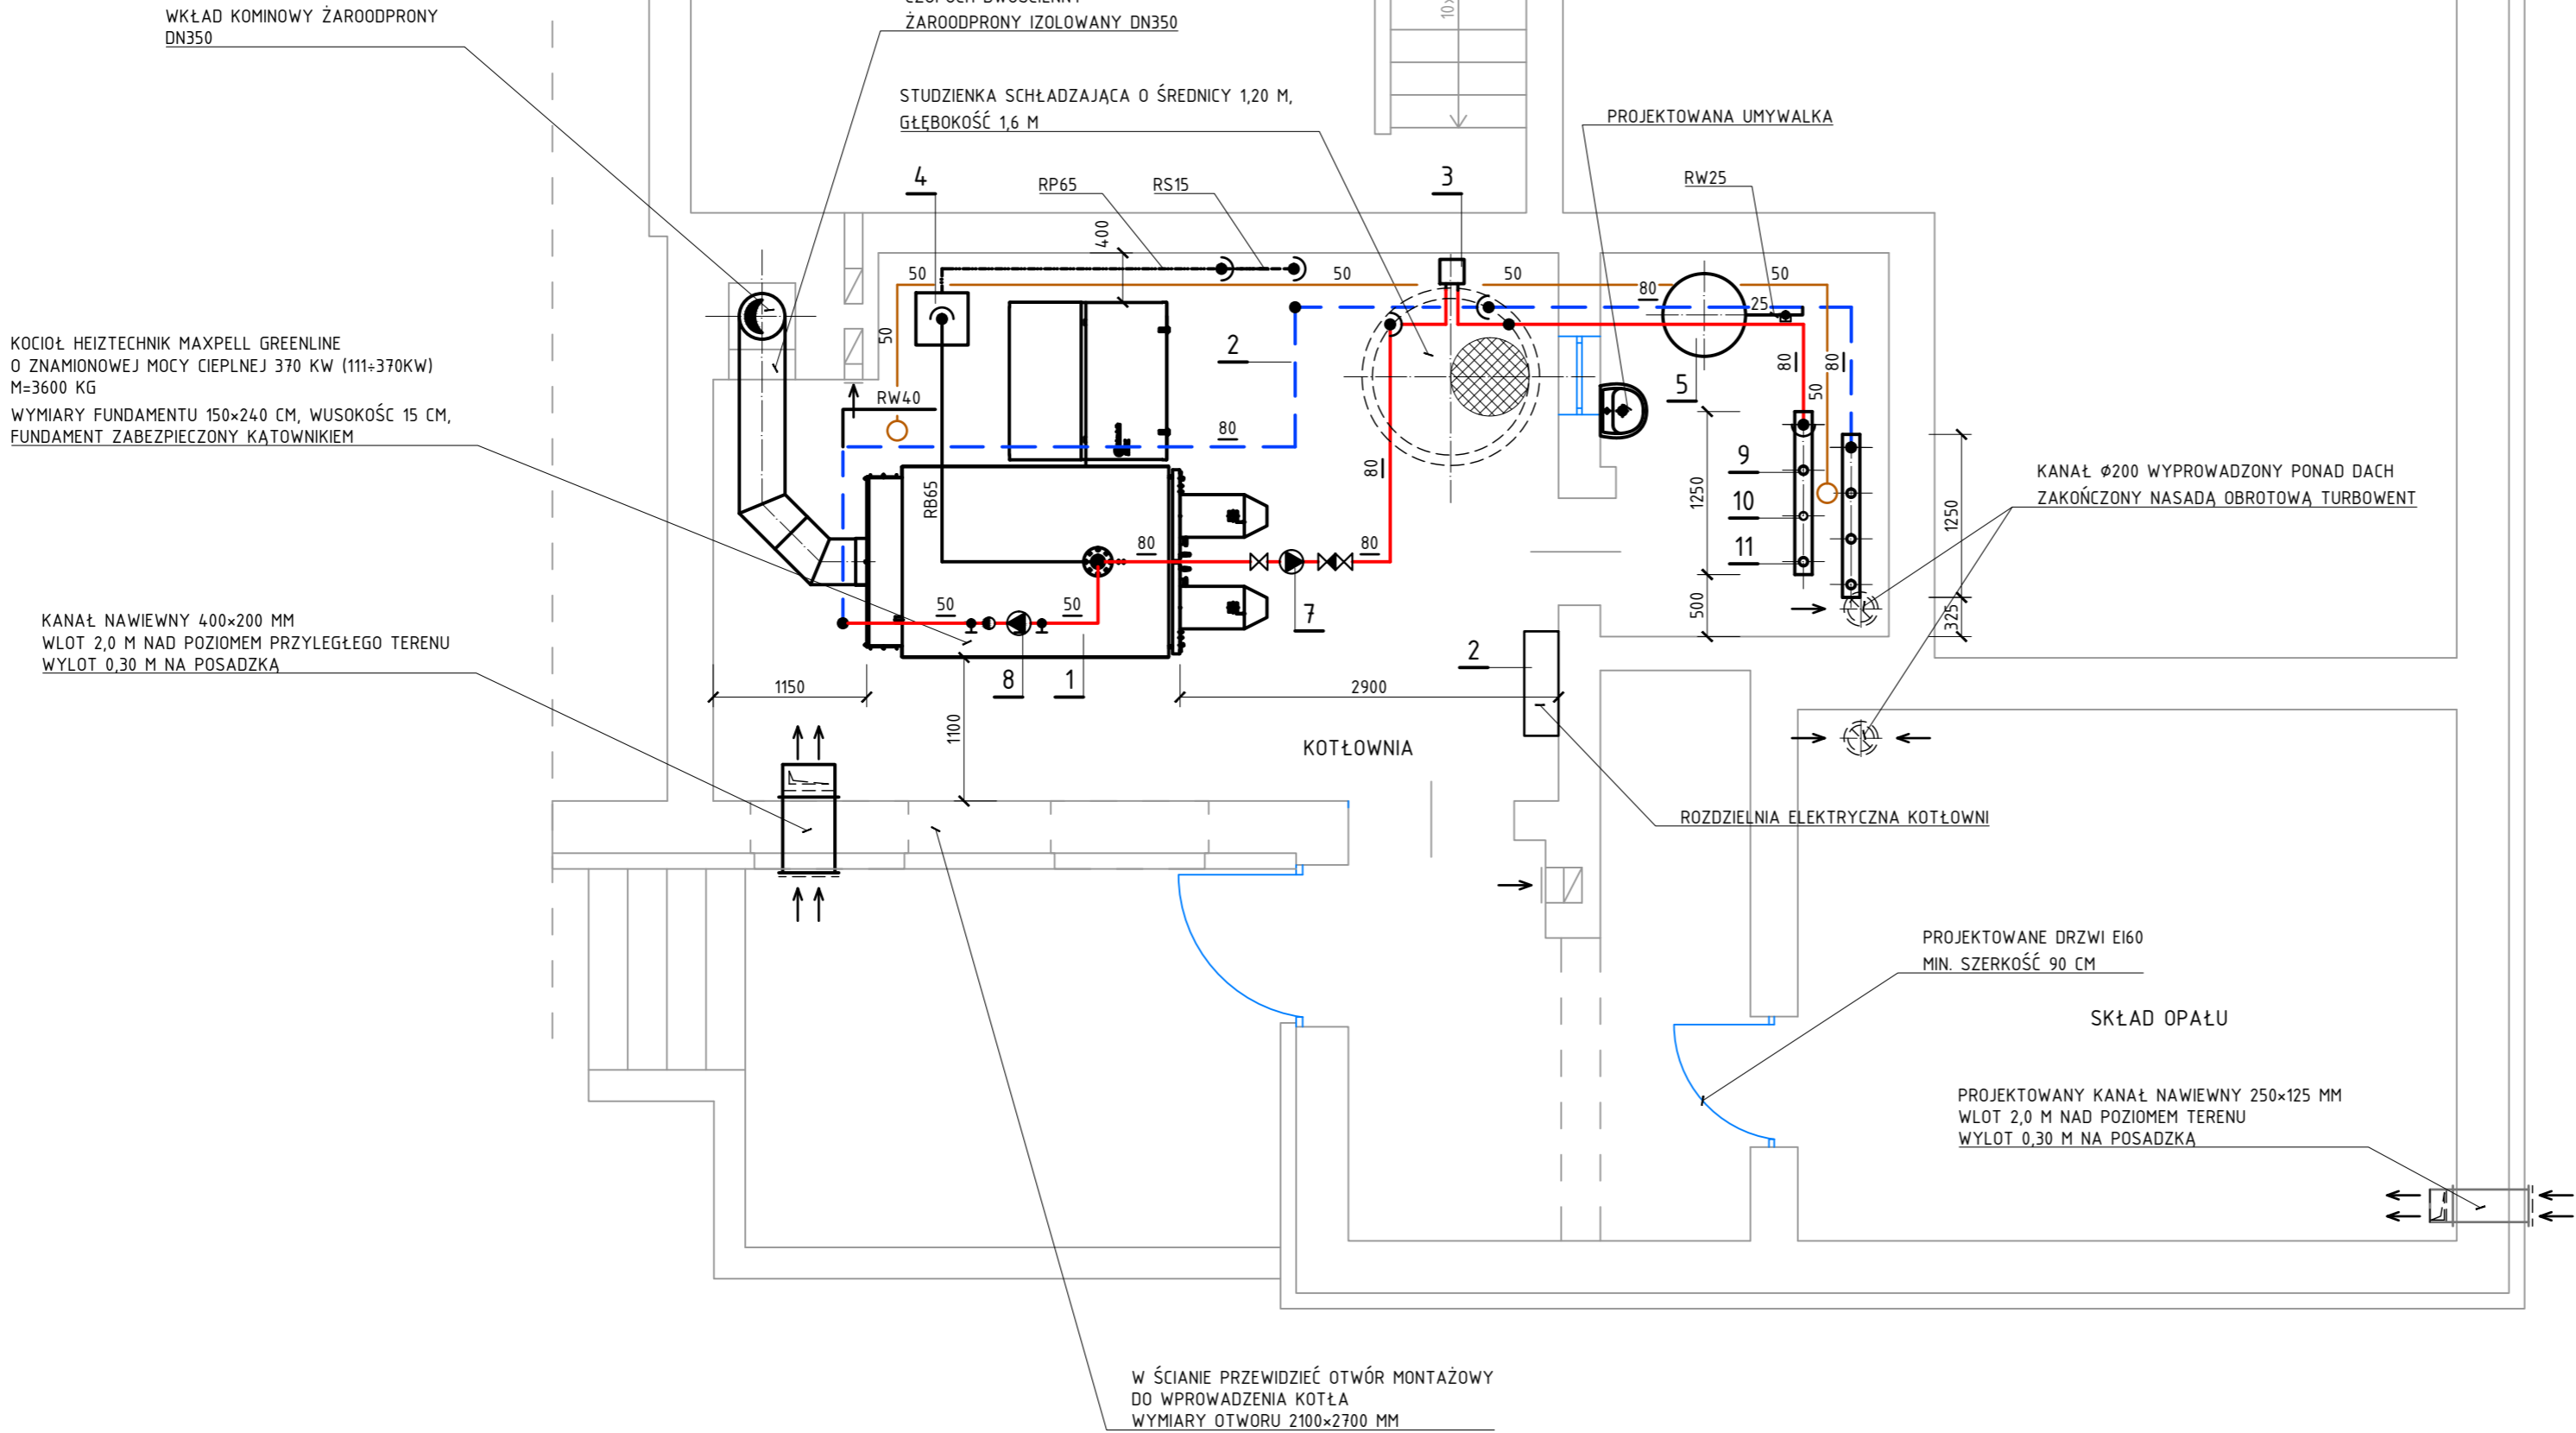 WKŁAD KOMINOWY ŻAROODPRONY
DN350
ŻAROODPRONY IZOLOWANY DN350
STUDZIENKA SCHŁADZAJĄCA O ŚREDNICY 1,20 M,
GŁĘBOKOŚĆ 1,6 M
10×
PROJEKTOWANA UMYWALKA
4
RP65
RS15
3
RW25
400
50
50
50
80
50
25
50
KOCIOŁ HEIZTECHNIK MAXPELL GREENLINE
O ZNAMIONOWEJ MOCY CIEPLNEJ 370 KW (111÷370KW)
M=3600 KG
WYMIARY FUNDAMENTU 150×240 CM, WUSOKOŚC 15 CM,
FUNDAMENT ZABEZPIECZONY KĄTOWNIKIEM
2
80
80
50
5
RW40
80
80
RB65
9
10
11
1250
1250
500
325
KANAŁ Ø200 WYPROWADZONY PONAD DACH
ZAKOŃCZONY NASADĄ OBROTOWĄ TURBOWENT
80
80
7
50
50
8
1
KANAŁ NAWIEWNY 400×200 MM
WLOT 2,0 M NAD POZIOMEM PRZYLEGŁEGO TERENU
WYLOT 0,30 M NA POSADZKĄ
1150
1100
2900
2
KOTŁOWNIA
ROZDZIELNIA ELEKTRYCZNA KOTŁOWNI
PROJEKTOWANE DRZWI EI60
MIN. SZERKOŚĆ 90 CM
SKŁAD OPAŁU
PROJEKTOWANY KANAŁ NAWIEWNY 250×125 MM
WLOT 2,0 M NAD POZIOMEM TERENU
WYLOT 0,30 M NA POSADZKĄ
W ŚCIANIE PRZEWIDZIEĆ OTWÓR MONTAŻOWY
DO WPROWADZENIA KOTŁA
WYMIARY OTWORU 2100×2700 MM